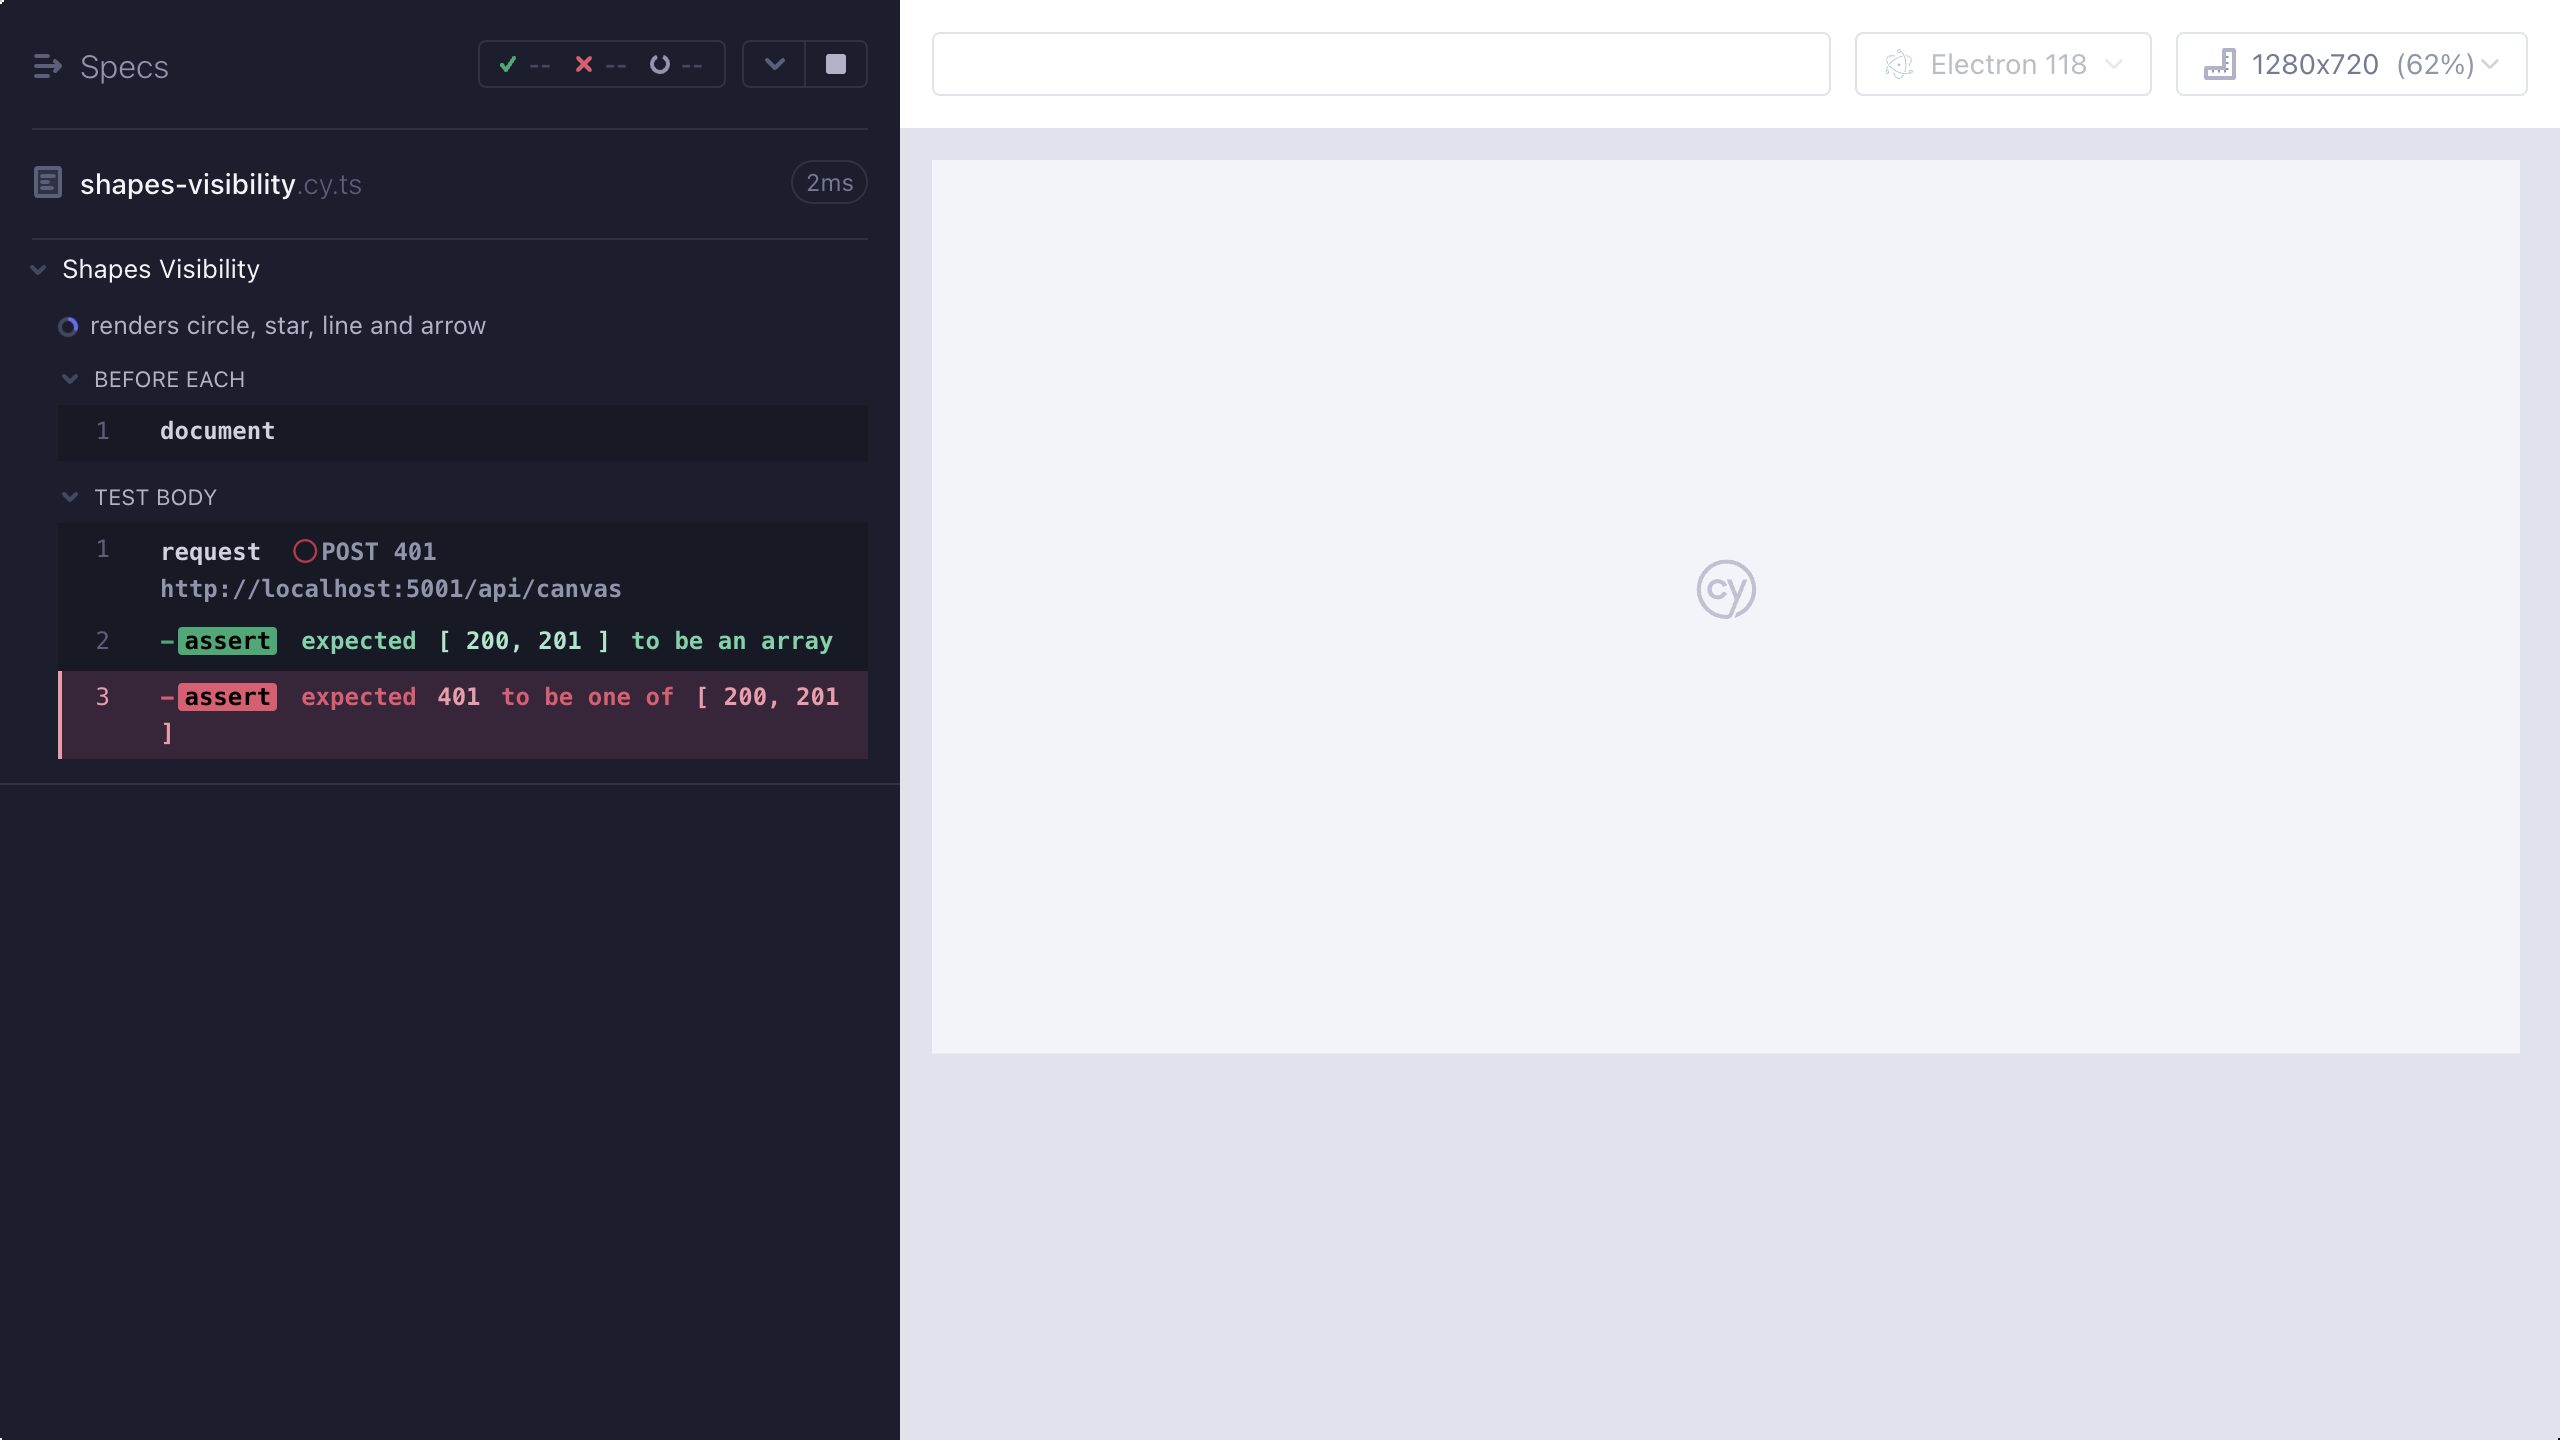 Specs
-- -- --
shapes-visibility.cy.ts
2ms
Shapes Visibility
renders circle, star, line and arrow
BEFORE EACH
1 document
TEST BODY
1 request POST 401
http://localhost:5001/api/canvas
2 -assert expected [ 200, 201 ] to be an array
3 -assert expected 401 to be one of [ 200, 201
]
Electron 118
1280x720 (62%)
cy